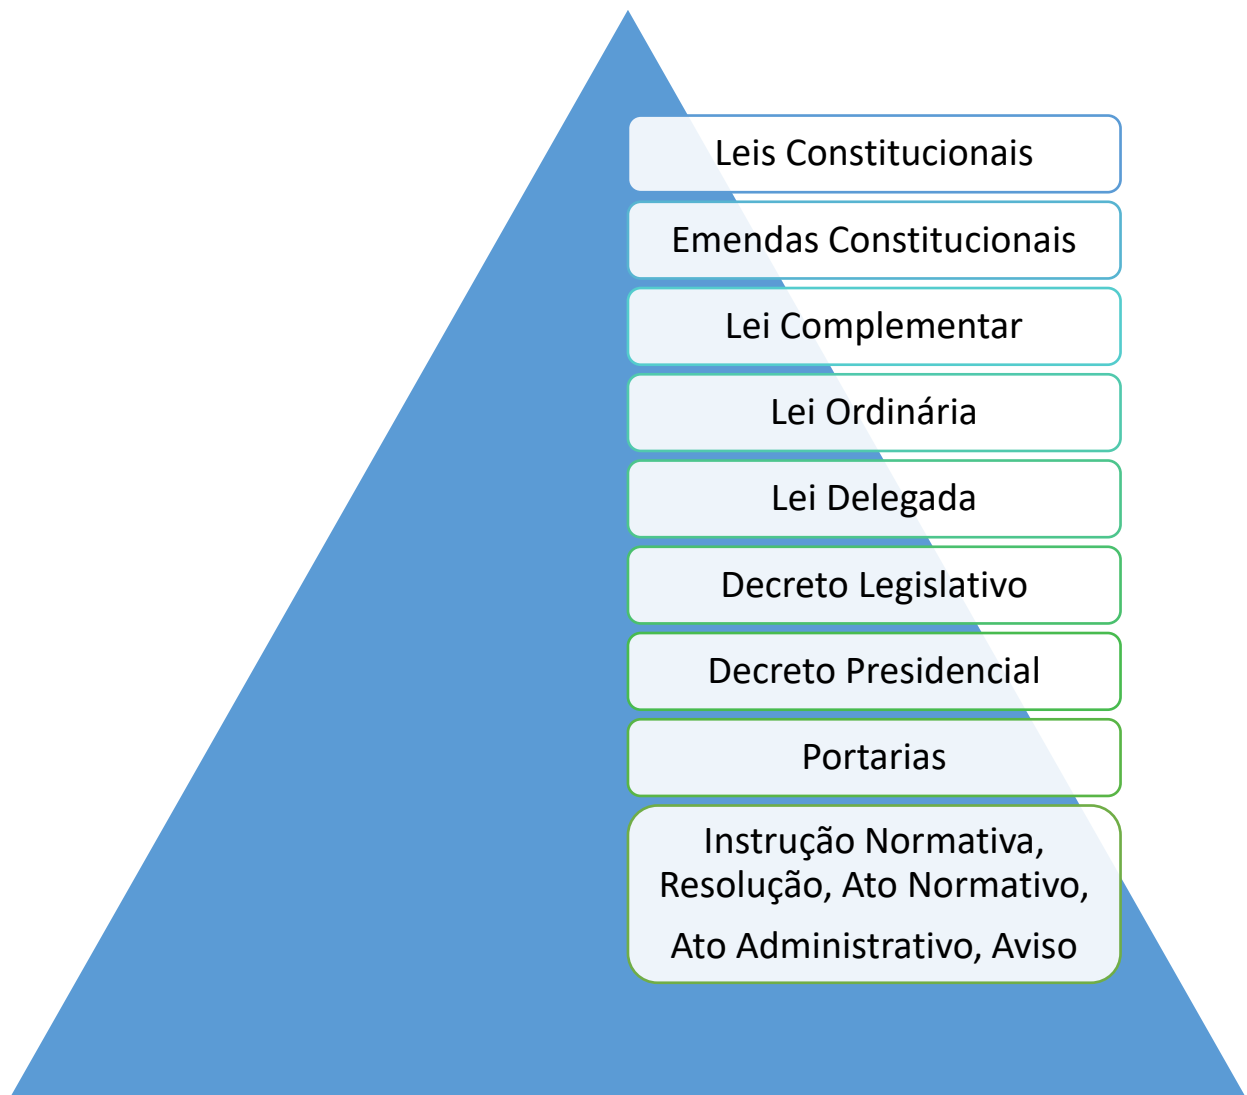 Leis Constitucionais
Emendas Constitucionais
Lei Complementar
Lei Ordinária
Lei Delegada
Decreto Legislativo
Decreto Presidencial
Portarias
Instrução Normativa,
Resolução, Ato Normativo,
Ato Administrativo, Aviso